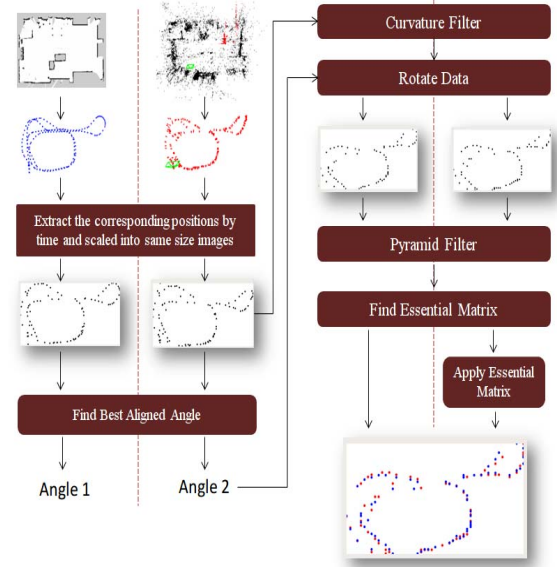 Extract the corresponding positions by
time and scaled into same size images
Find Best Aligned Angle
Angle 1
Angle 2
Curvature Filter
Rotate Data
Pyramid Filter
Find Essential Matrix
Apply Essential
Matrix